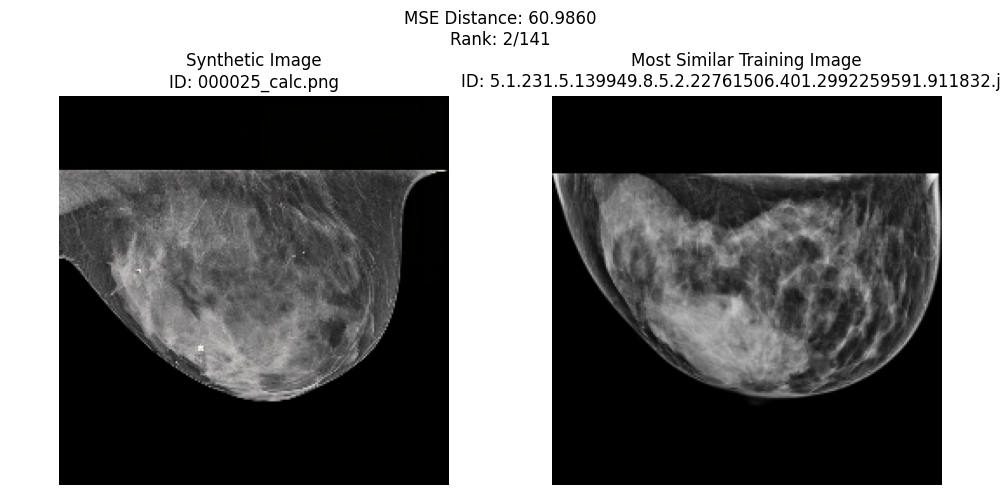 MSE Distance: 60.9860
Rank: 2/141
Synthetic Image
ID: 000025_calc.png
Most Similar Training Image
ID: 5.1.231.5.139949.8.5.2.22761506.401.2992259591.911832.j